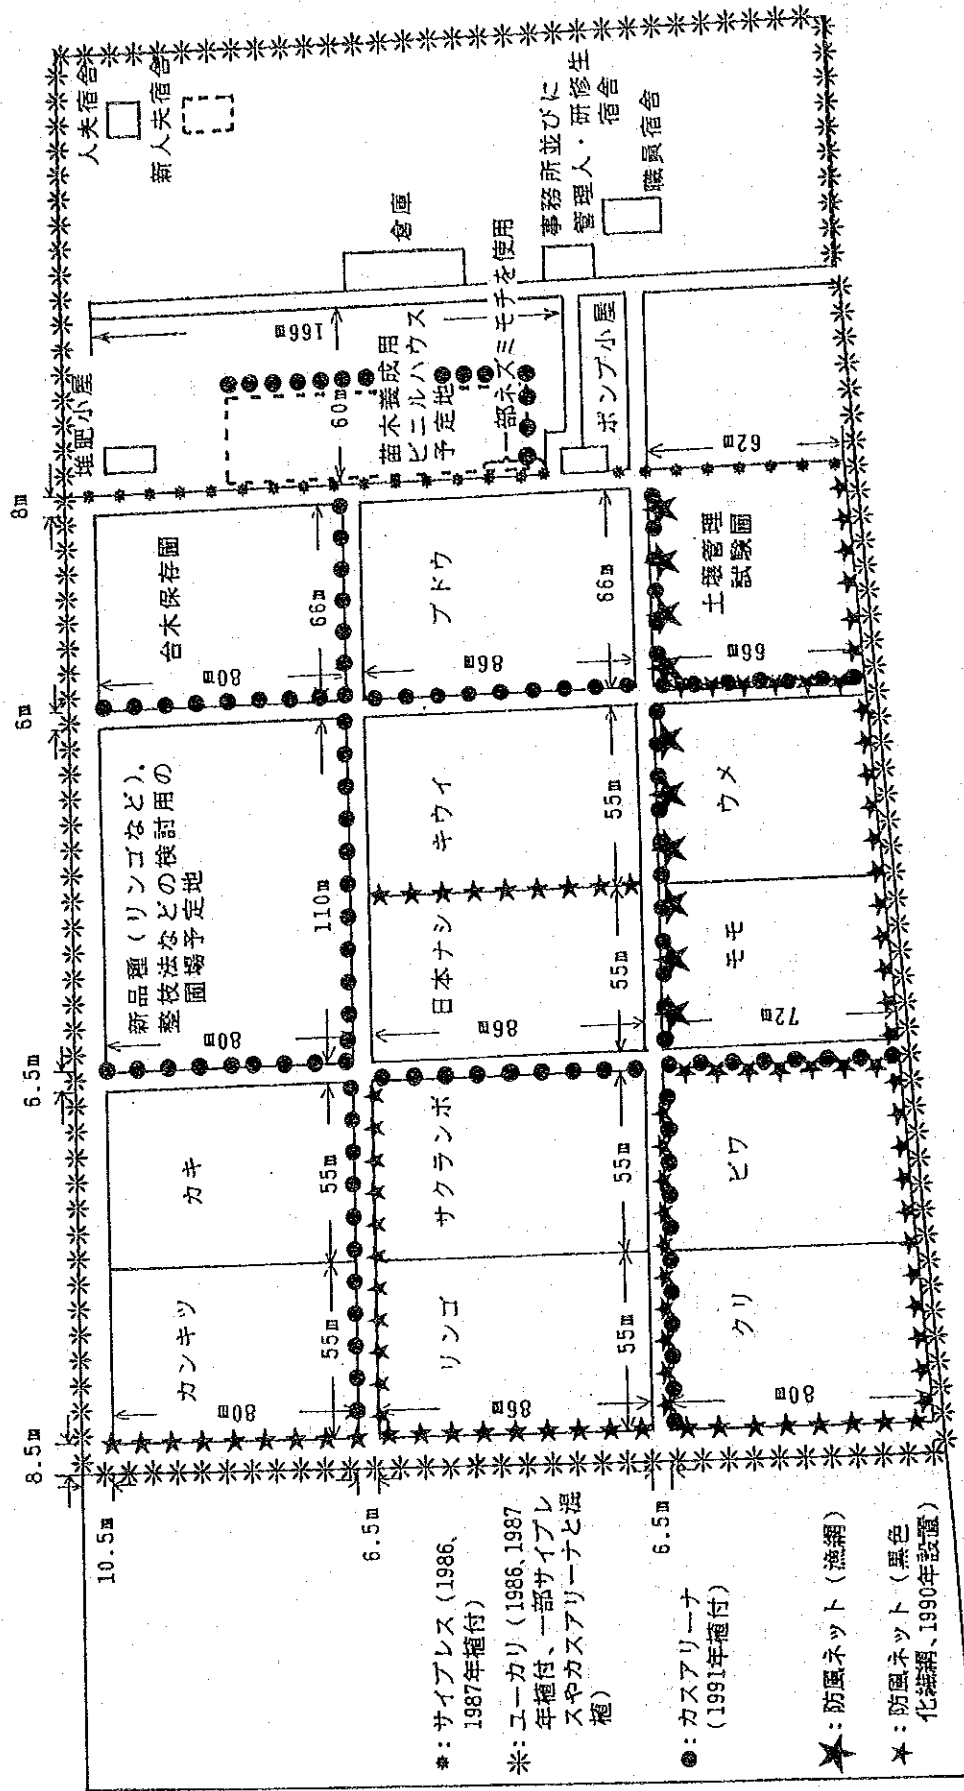 8.5m
6.5m
6m
8m
10.5m
カンキツ
カキ
新品種（リンゴなど）、
整枝法などの検討用の
圃場予定地
台木保存園
堆肥小屋
人夫宿舎
新人夫宿舎
80m
80m
80m
55m
55m
110m
66m
60m
166m
倉庫
苗木養成用
ビニルハウス
予定地
一部ネズミモチを使用
事務所並びに
管理人・研修生
宿舎
職員宿舎
ポンプ小屋
6.5m
リンゴ
サクランボ
日本ナシ
キウイ
ブドウ
86m
86m
86m
55m
55m
55m
55m
66m
6.5m
クリ
ビワ
モモ
ウメ
土壌管理
試験園
80m
72m
66m
62m
：サイプレス（1986、
1987年植付）
：ユーカリ（1986、1987
年植付、一部サイプレ
スやカスアリーナと混
植）
：カスアリーナ
（1991年植付）
：防風ネット（漁網）
：防風ネット（黒色
化繊網、1990年設置）